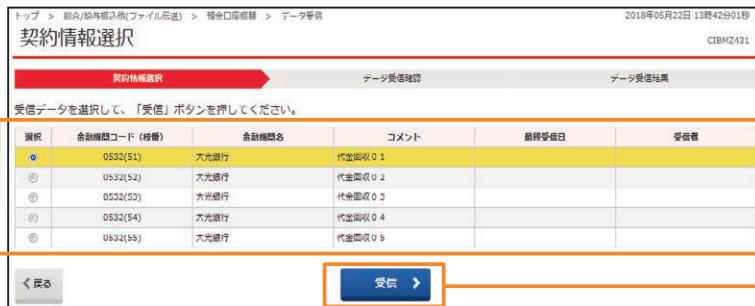 トップ > 総合/給与振込他(ファイル伝送) > 預金口座振替 > データ受信
2018年05月22日 13時42分01秒
契約情報選択
CIBMZ431
契約情報選択 データ受信確認 データ受信結果
受信データを選択して、「受信」ボタンを押してください。
選択 金融機関コード（枝番） 金融機関名 コメント 最終受信日 受信者
0532(51) 大光銀行 代金回収０１
0532(52) 大光銀行 代金回収０２
0532(53) 大光銀行 代金回収０３
0532(54) 大光銀行 代金回収０４
0532(55) 大光銀行 代金回収０５
戻る 受信